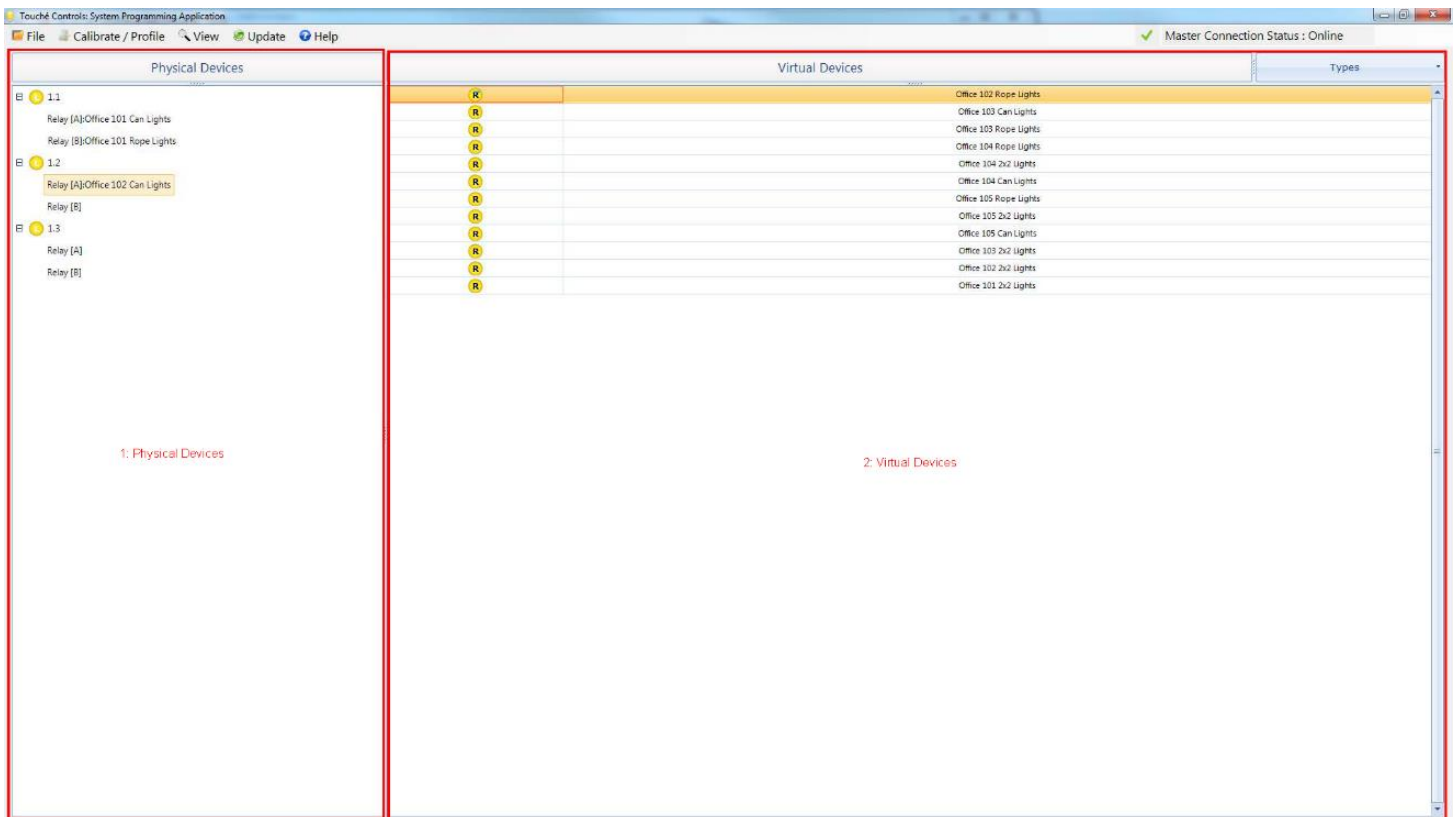 Touché Controls: System Programming Application
File Calibrate / Profile View Update Help
Master Connection Status : Online
Physical Devices
Virtual Devices
Types
1.1
Relay [A]:Office 101 Can Lights
Relay [B]:Office 101 Rope Lights
1.2
Relay [A]:Office 102 Can Lights
Relay [B]
1.3
Relay [A]
Relay [B]
1: Physical Devices
R Office 102 Rope Lights
R Office 103 Can Lights
R Office 103 Rope Lights
R Office 104 Rope Lights
R Office 104 2x2 Lights
R Office 104 Can Lights
R Office 105 Rope Lights
R Office 105 2x2 Lights
R Office 105 Can Lights
R Office 103 2x2 Lights
R Office 102 2x2 Lights
R Office 101 2x2 Lights
2: Virtual Devices